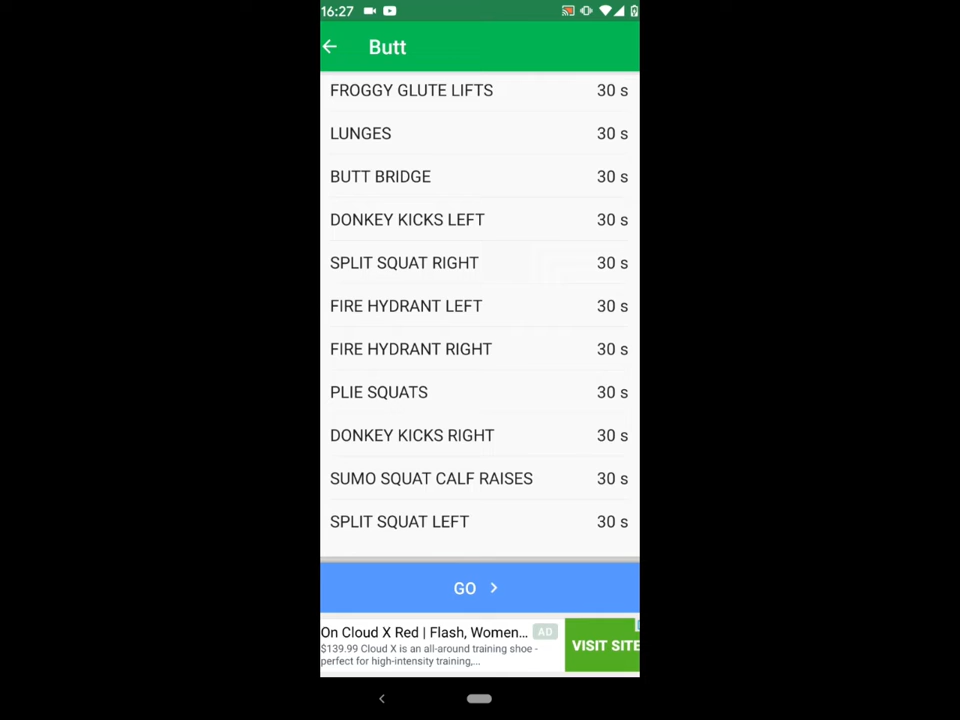 16:27
Butt
FROGGY GLUTE LIFTS 30 s
LUNGES 30 s
BUTT BRIDGE 30 s
DONKEY KICKS LEFT 30 s
SPLIT SQUAT RIGHT 30 s
FIRE HYDRANT LEFT 30 s
FIRE HYDRANT RIGHT 30 s
PLIE SQUATS 30 s
DONKEY KICKS RIGHT 30 s
SUMO SQUAT CALF RAISES 30 s
SPLIT SQUAT LEFT 30 s
GO
On Cloud X Red | Flash, Women... AD
$139.99 Cloud X is an all-around training shoe -
perfect for high-intensity training,...
VISIT SITE